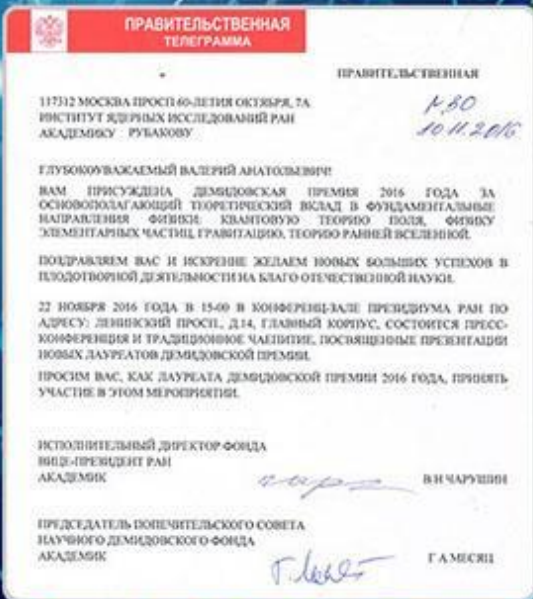 ПРАВИТЕЛЬСТВЕННАЯ
ТЕЛЕГРАММА
ПРАВИТЕЛЬСТВЕННАЯ
117312 МОСКВА ПРОСП 60-ЛЕТИЯ ОКТЯБРЯ, 7А
ИНСТИТУТ ЯДЕРНЫХ ИССЛЕДОВАНИЙ РАН
АКАДЕМИКУ РУБАКОВУ
10.11.2016
ГЛУБОКОУВАЖАЕМЫЙ ВАЛЕРИЙ АНАТОЛЬЕВИЧ!
ВАМ ПРИСУЖДЕНА ДЕМИДОВСКАЯ ПРЕМИЯ 2016 ГОДА ЗА
ОСНОВОПОЛАГАЮЩИЙ ТЕОРЕТИЧЕСКИЙ ВКЛАД В ФУНДАМЕНТАЛЬНЫЕ
НАПРАВЛЕНИЯ ФИЗИКИ: КВАНТОВУЮ ТЕОРИЮ ПОЛЯ, ФИЗИКУ
ЭЛЕМЕНТАРНЫХ ЧАСТИЦ, ГРАВИТАЦИЮ, ТЕОРИЮ РАННЕЙ ВСЕЛЕННОЙ.
ПОЗДРАВЛЯЕМ ВАС И ИСКРЕННЕ ЖЕЛАЕМ НОВЫХ БОЛЬШИХ УСПЕХОВ В
ПЛОДОТВОРНОЙ ДЕЯТЕЛЬНОСТИ НА БЛАГО ОТЕЧЕСТВЕННОЙ НАУКИ.
22 НОЯБРЯ 2016 ГОДА В 15-00 В КОНФЕРЕНЦ-ЗАЛЕ ПРЕЗИДИУМА РАН ПО
АДРЕСУ: ЛЕНИНСКИЙ ПРОСП., Д.14, ГЛАВНЫЙ КОРПУС, СОСТОИТСЯ ПРЕСС-
КОНФЕРЕНЦИЯ И ТРАДИЦИОННОЕ ЧАЕПИТИЕ, ПОСВЯЩЕННЫЕ ПРЕЗЕНТАЦИИ
НОВЫХ ЛАУРЕАТОВ ДЕМИДОВСКОЙ ПРЕМИИ.
ПРОСИМ ВАС, КАК ЛАУРЕАТА ДЕМИДОВСКОЙ ПРЕМИИ 2016 ГОДА, ПРИНЯТЬ
УЧАСТИЕ В ЭТОМ МЕРОПРИЯТИИ.
ИСПОЛНИТЕЛЬНЫЙ ДИРЕКТОР ФОНДА
ВИЦЕ-ПРЕЗИДЕНТ РАН
АКАДЕМИК
В Н ЧАРУШИН
ПРЕДСЕДАТЕЛЬ ПОПЕЧИТЕЛЬСКОГО СОВЕТА
НАУЧНОГО ДЕМИДОВСКОГО ФОНДА
АКАДЕМИК
Г А МЕСЯЦ